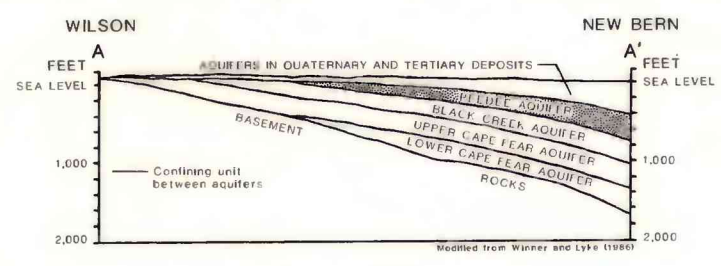 WILSON
NEW BERN
A
A'
FEET
AQUIFERS IN QUATERNARY AND TERTIARY DEPOSITS
FEET
SEA LEVEL
SEA LEVEL
PEEDEE AQUIFER
BLACK CREEK AQUIFER
BASEMENT
UPPER CAPE FEAR AQUIFER
LOWER CAPE FEAR AQUIFER
1,000
1,000
Confining unit
between aquifers
ROCKS
2,000
2,000
Modified from Winner and Lyke (1986)